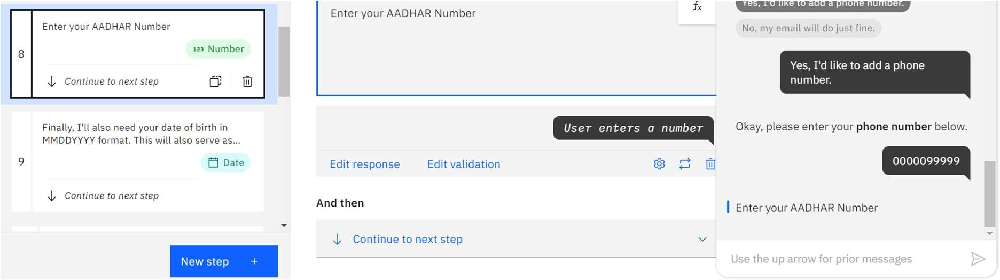 8
Enter your AADHAR Number
123 Number
Continue to next step
9
Finally, I'll also need your date of birth in
MMDDYYYY format. This will also serve as...
Date
Continue to next step
New step +
Enter your AADHAR Number
fx
User enters a number
Edit response Edit validation
And then
Continue to next step
Yes, I'd like to add a phone number.
No, my email will do just fine.
Yes, I'd like to add a phone
number.
Okay, please enter your phone number below.
0000099999
Enter your AADHAR Number
Use the up arrow for prior messages